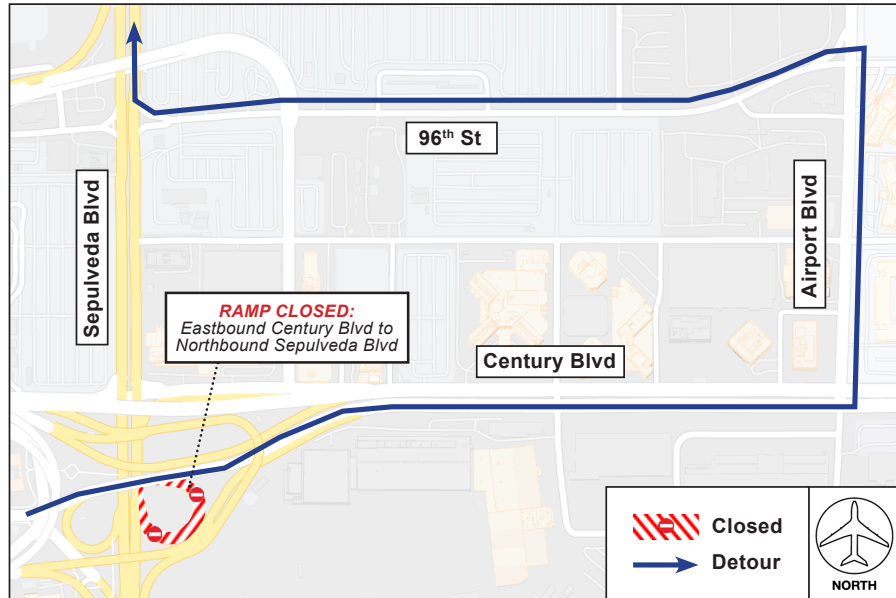 96th St
Sepulveda Blvd
Airport Blvd
RAMP CLOSED:
Eastbound Century Blvd to
Northbound Sepulveda Blvd
Century Blvd
Closed
Detour
NORTH